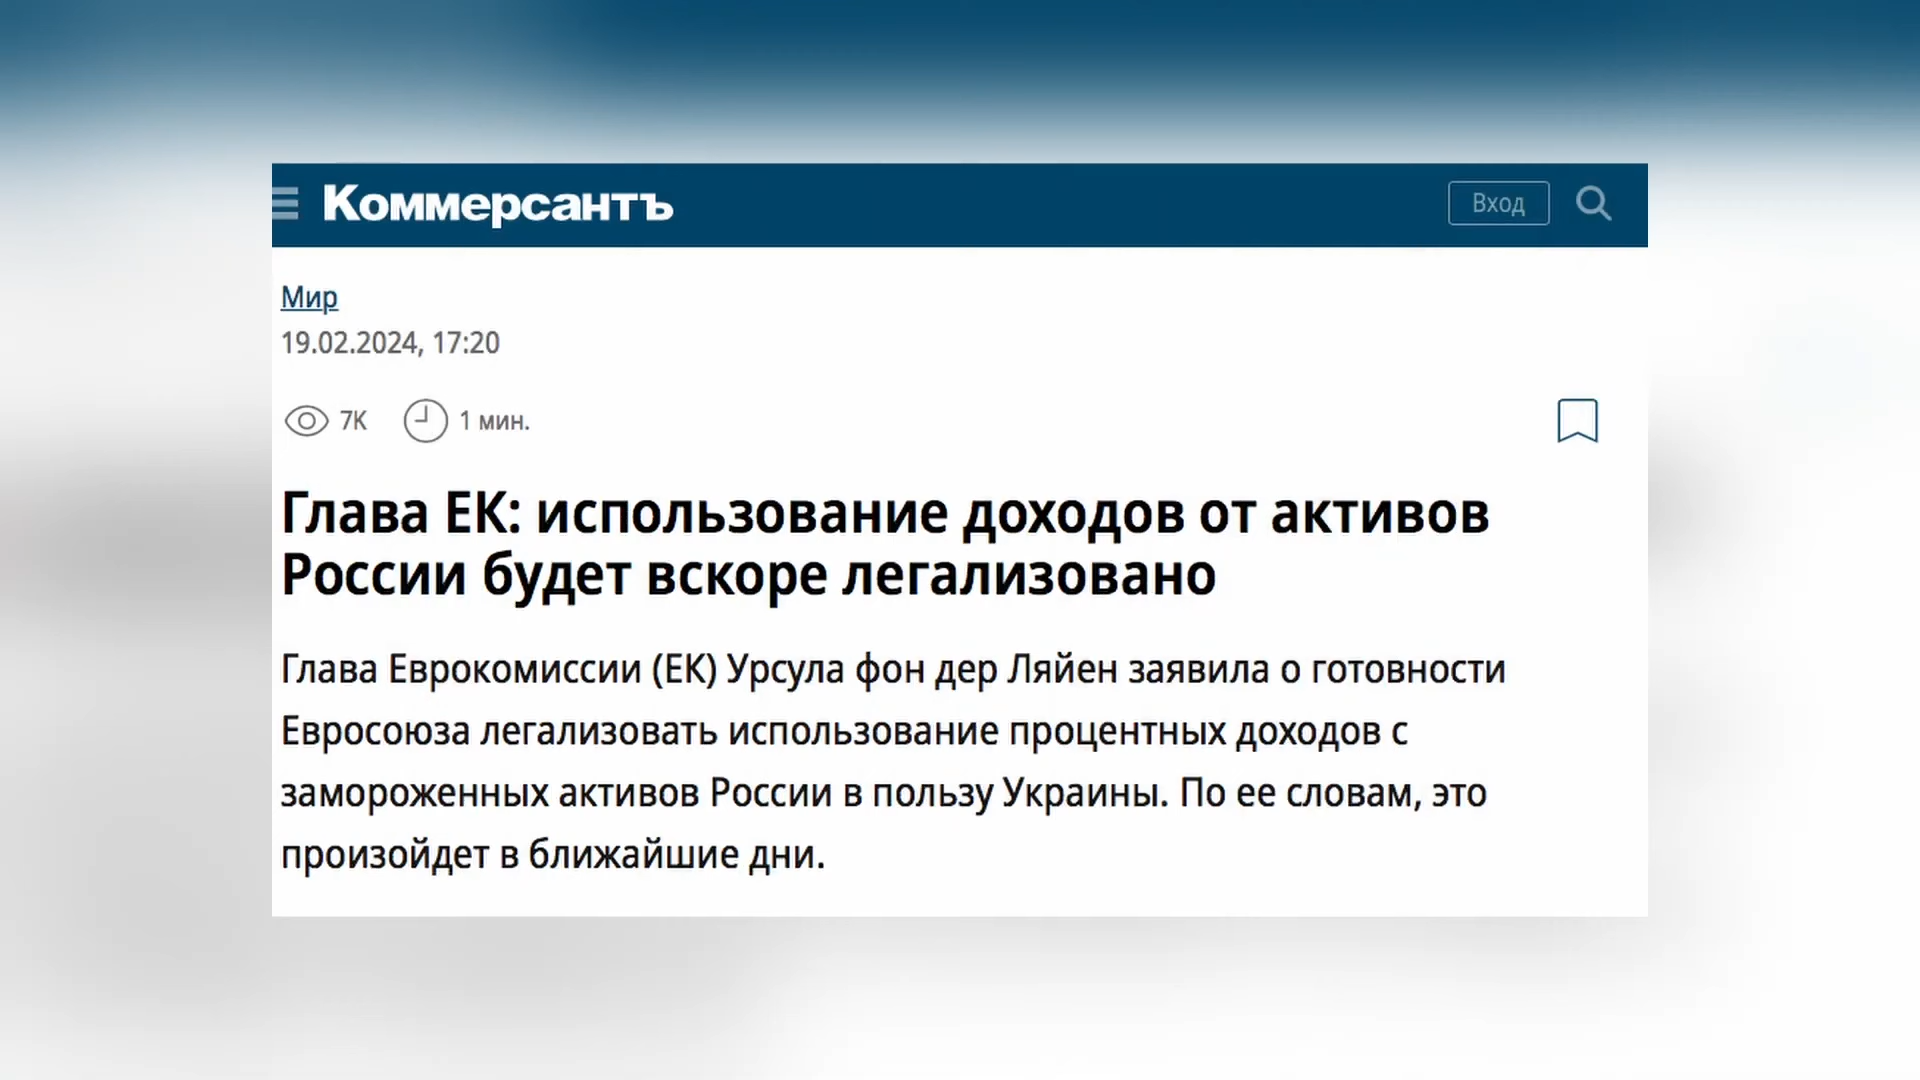 Коммерсантъ
Вход
Мир
19.02.2024, 17:20
7K 1 мин.
Глава ЕК: использование доходов от активов
России будет вскоре легализовано
Глава Еврокомиссии (ЕК) Урсула фон дер Ляйен заявила о готовности
Евросоюза легализовать использование процентных доходов с
замороженных активов России в пользу Украины. По ее словам, это
произойдет в ближайшие дни.